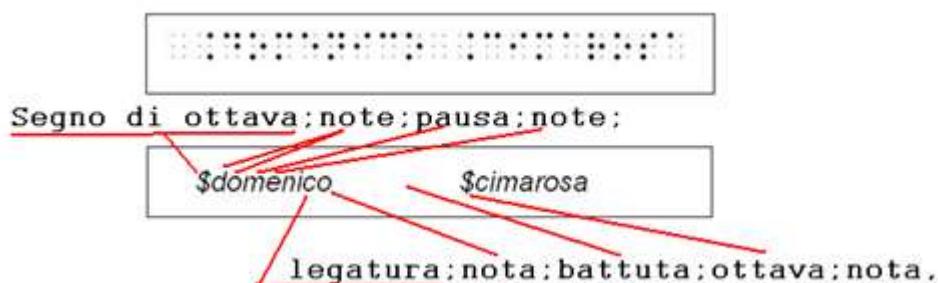 Segno di ottava;note;pausa;note;
$domenico $cimarosa
legatura;nota;battuta;ottava;nota.